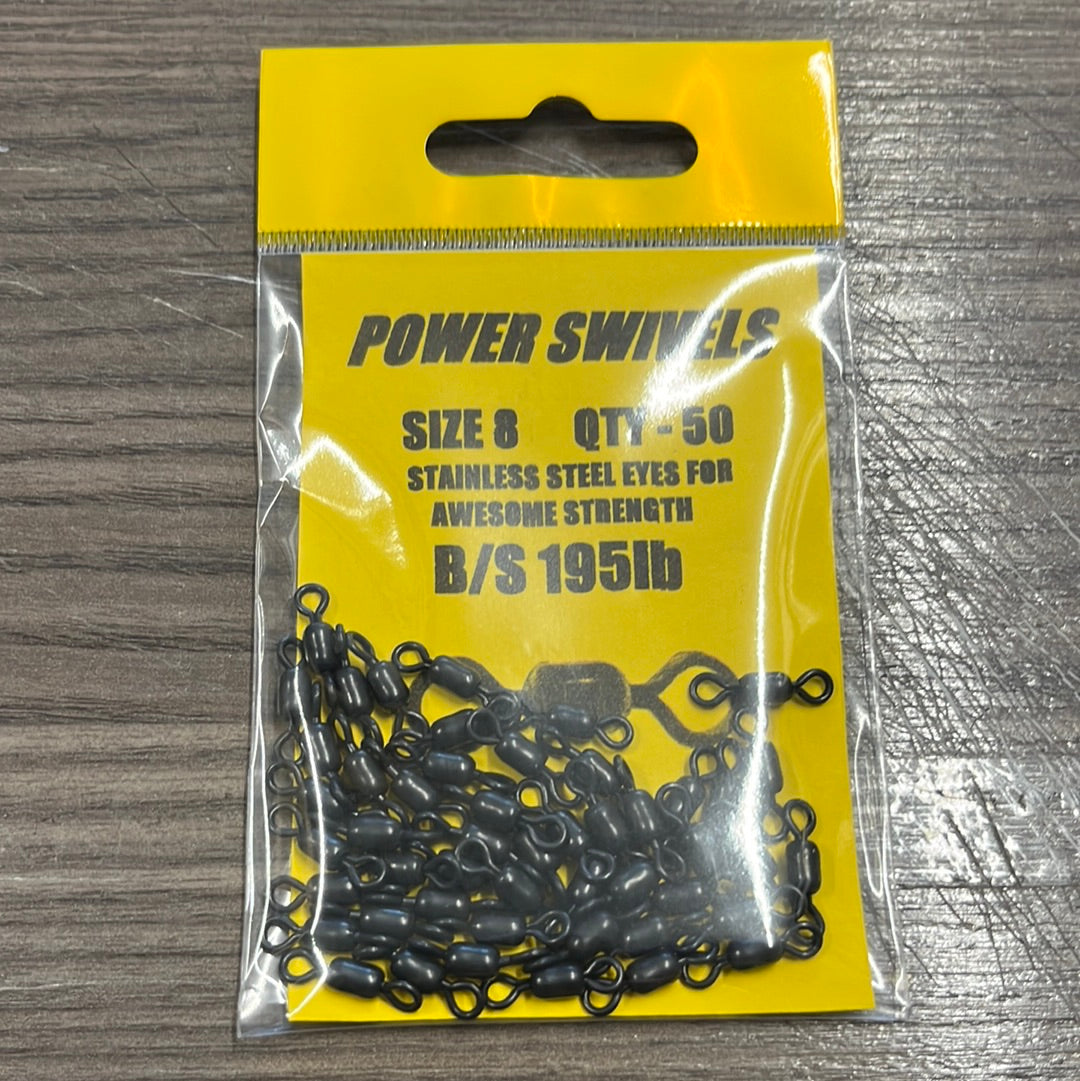 POWER SWIVELS
SIZE 8 QTY - 50
STAINLESS STEEL EYES FOR
AWESOME STRENGTH
B/S 195lb